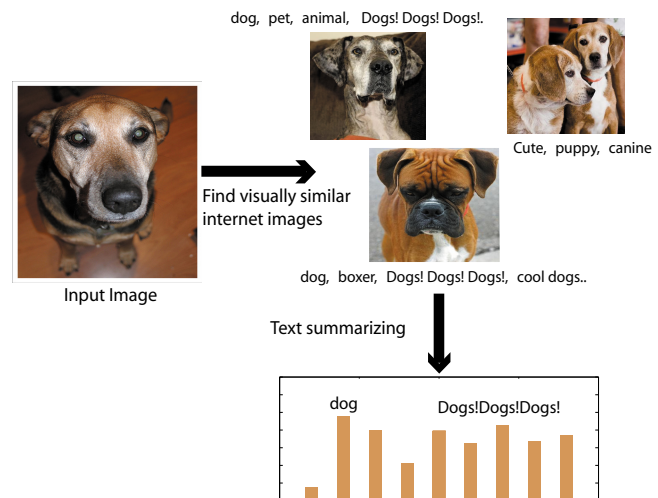 dog, pet, animal, Dogs! Dogs! Dogs!.
Cute, puppy, canine
Find visually similar
internet images
dog, boxer, Dogs! Dogs! Dogs!, cool dogs..
Input Image
Text summarizing
dog
Dogs!Dogs!Dogs!